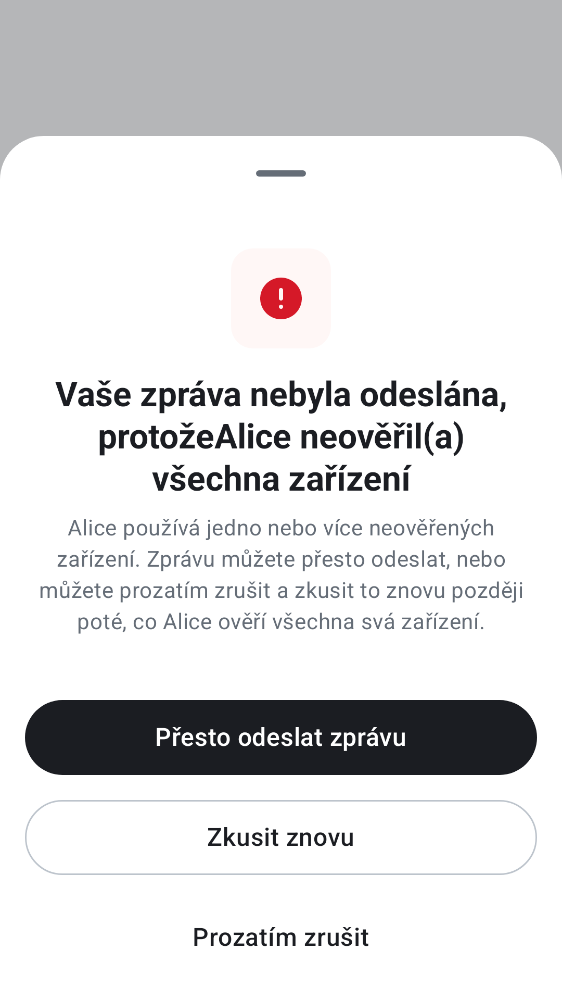 Vaše zpráva nebyla odeslána,
protožeAlice neověřil(a)
všechna zařízení
Alice používá jedno nebo více neověřených
zařízení. Zprávu můžete přesto odeslat, nebo
můžete prozatím zrušit a zkusit to znovu později
poté, co Alice ověří všechna svá zařízení.
Přesto odeslat zprávu
Zkusit znovu
Prozatím zrušit